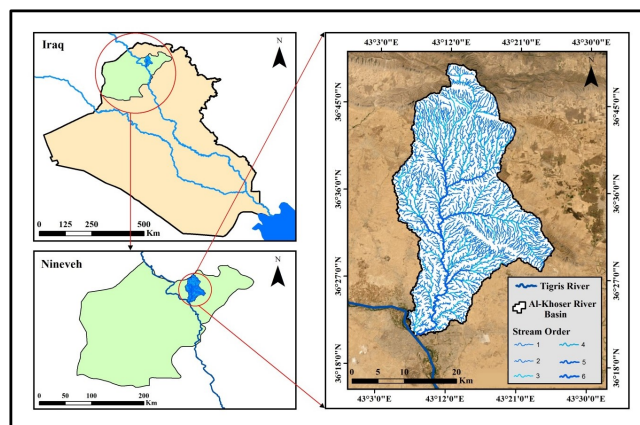 Iraq
N
0 125 250 500
Km
Nineveh
N
0 50 100 200
Km
43°3'0"E 43°12'0"E 43°21'0"E 43°30'0"E
N
36°45'0"N
36°45'0"N
36°36'0"N
36°36'0"N
36°27'0"N
36°27'0"N
36°18'0"N
36°18'0"N
Tigris River
Al-Khoser River
Basin
Stream Order
1 4
2 5
3 6
0 5 10 20
Km
43°3'0"E 43°12'0"E 43°21'0"E 43°30'0"E